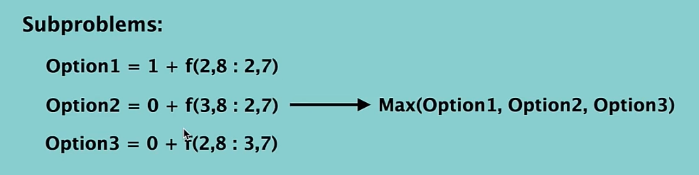 Subproblems:
Option1 = 1 + f(2,8 : 2,7)
Option2 = 0 + f(3,8 : 2,7) Max(Option1, Option2, Option3)
Option3 = 0 + f(2,8 : 3,7)